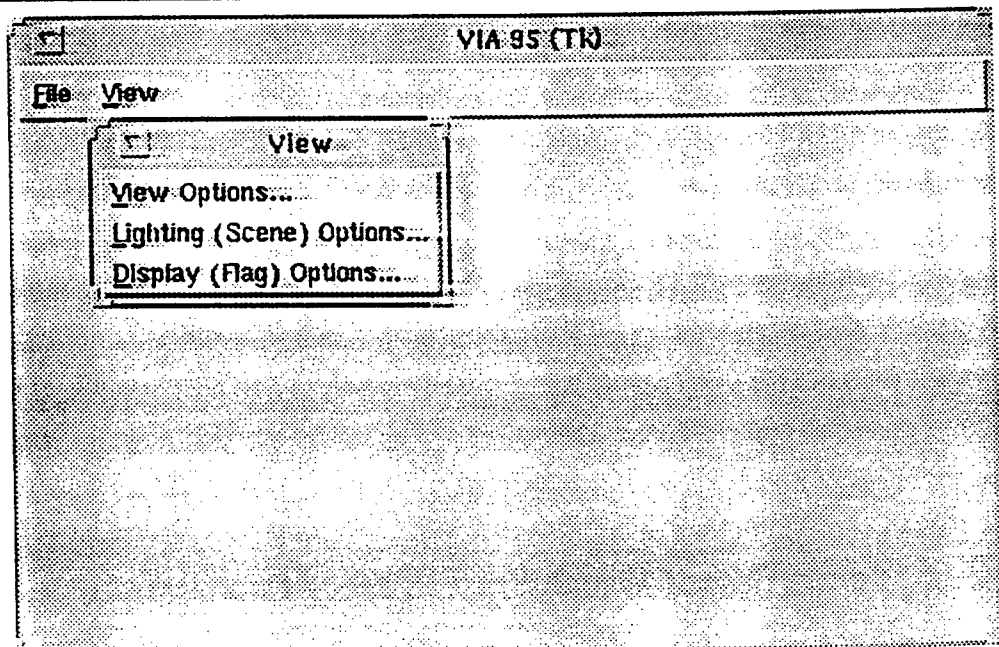 VIA 95 (Tk)
File View
View
View Options...
Lighting (Scene) Options...
Display (Flag) Options...